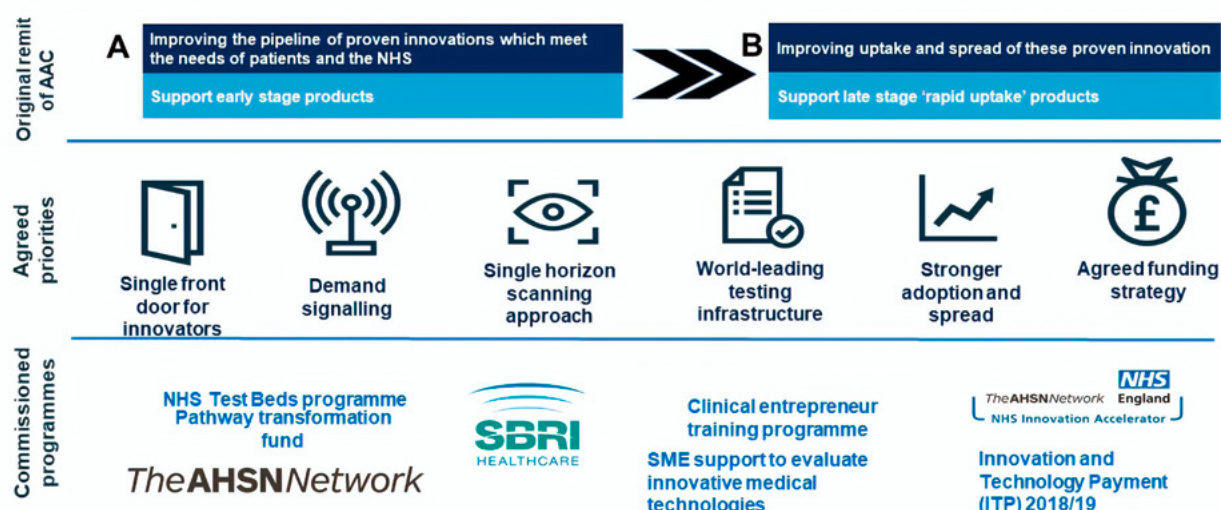 Original remit
of AAC
A
Improving the pipeline of proven innovations which meet
the needs of patients and the NHS
Support early stage products
B
Improving uptake and spread of these proven innovation
Support late stage ‘rapid uptake’ products
Agreed
priorities
Single front
door for
innovators
Demand
signalling
Single horizon
scanning
approach
World-leading
testing
infrastructure
Stronger
adoption and
spread
£
Agreed funding
strategy
Commissioned
programmes
NHS Test Beds programme
Pathway transformation
fund
TheAHSNNetwork
SBRI
HEALTHCARE
Clinical entrepreneur
training programme
SME support to evaluate
innovative medical
technologies
NHS
TheAHSNNetwork England
NHS Innovation Accelerator
Innovation and
Technology Payment
(ITP) 2018/19